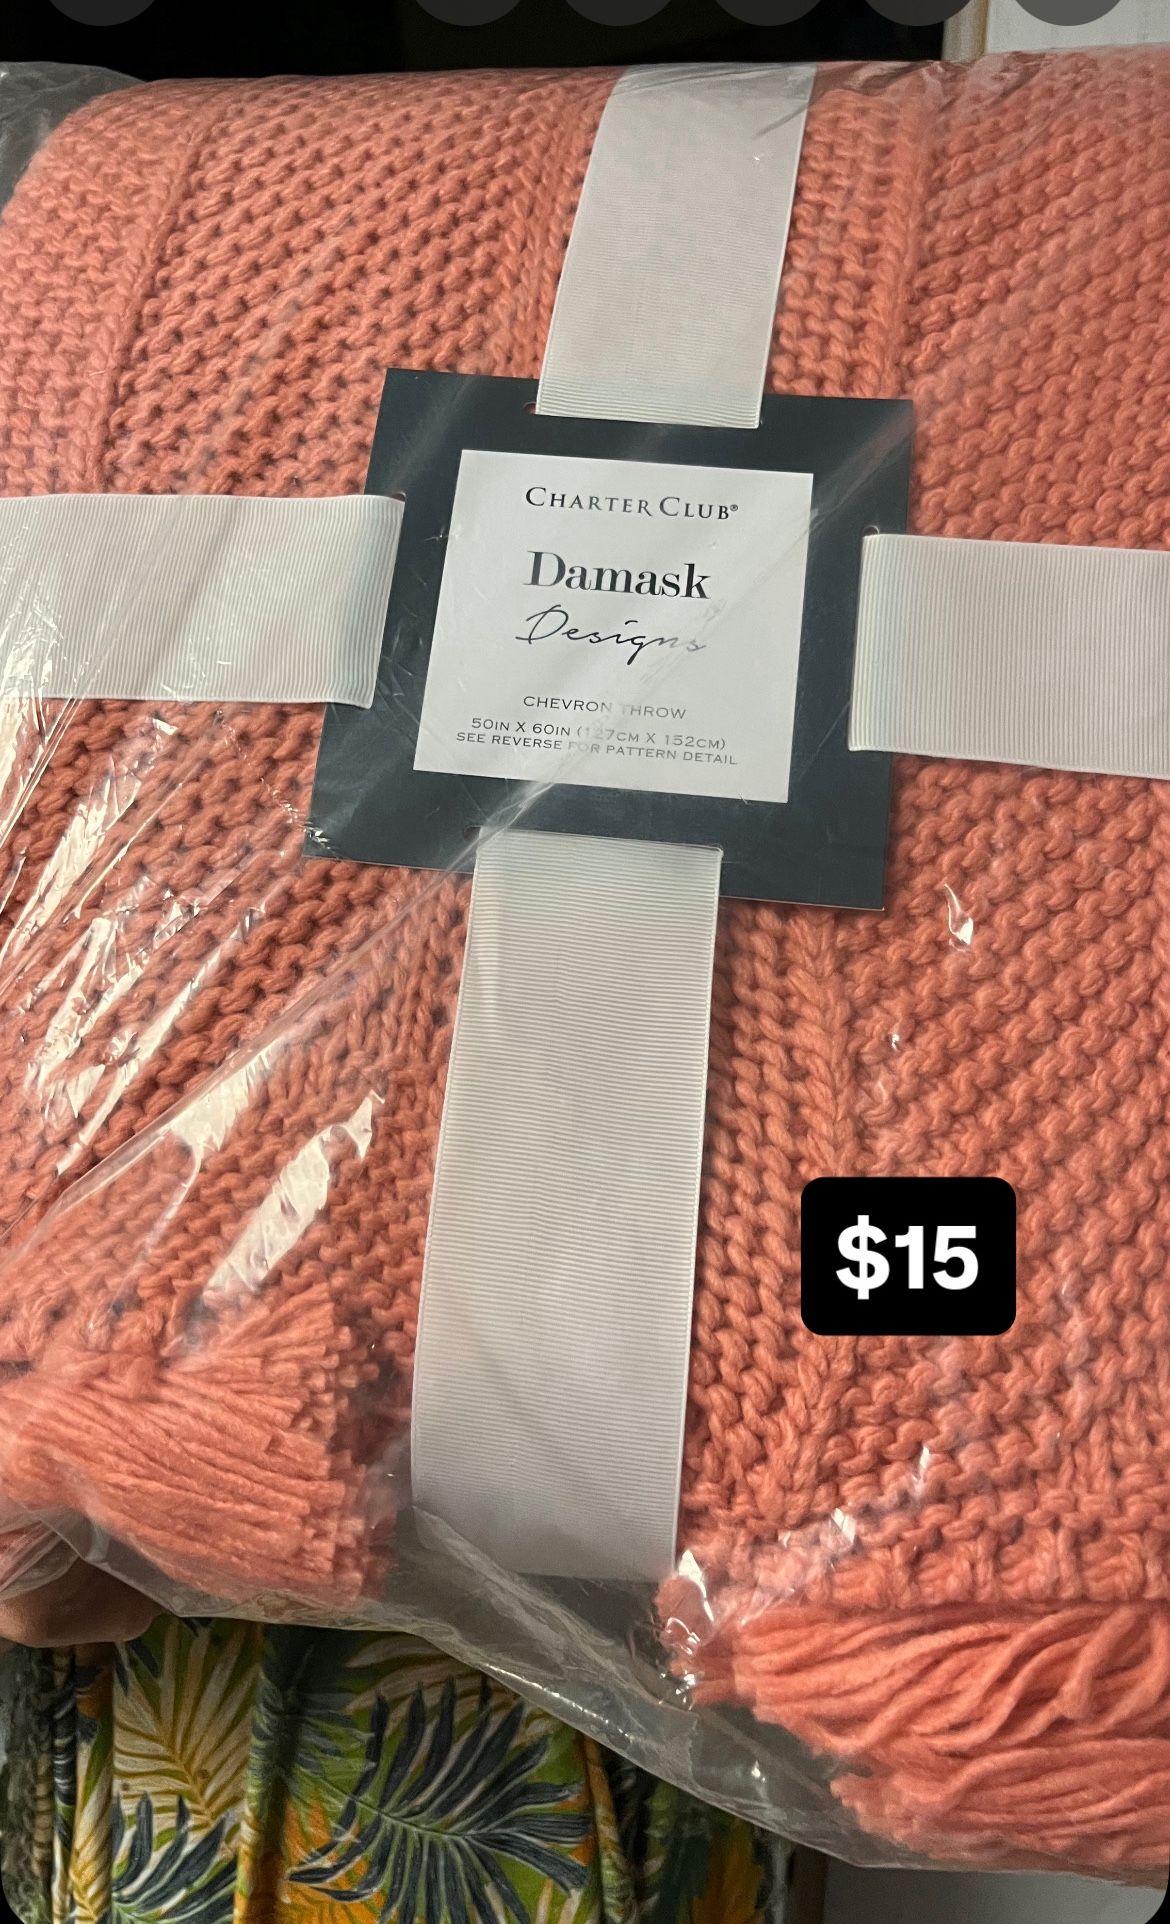 CHARTER CLUB®
Damask
Designs
CHEVRON THROW
50IN X 60IN (127CM X 152CM)
SEE REVERSE FOR PATTERN DETAIL
$15